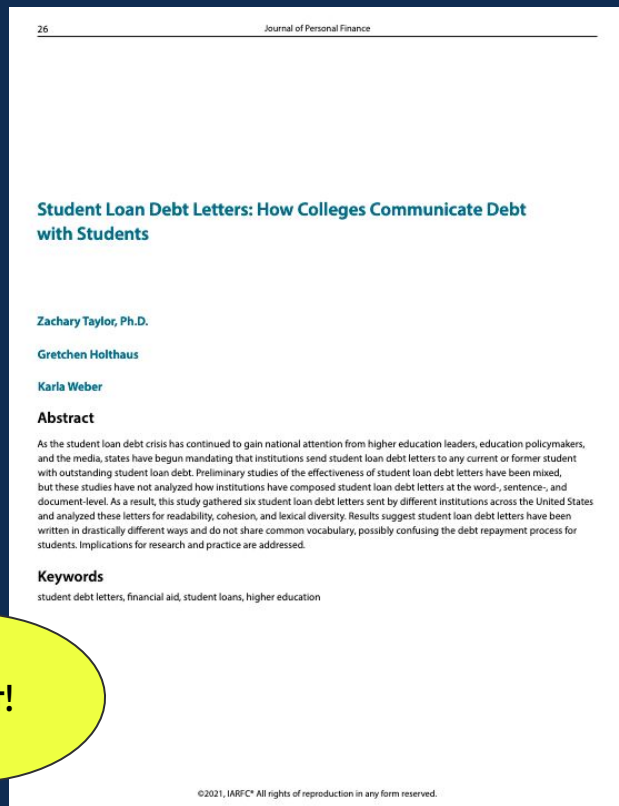 26
Journal of Personal Finance
Student Loan Debt Letters: How Colleges Communicate Debt
with Students
Zachary Taylor, Ph.D.
Gretchen Holthaus
Karla Weber
Abstract
As the student loan debt crisis has continued to gain national attention from higher education leaders, education policymakers,
and the media, states have begun mandating that institutions send student loan debt letters to any current or former student
with outstanding student loan debt. Preliminary studies of the effectiveness of student loan debt letters have been mixed,
but these studies have not analyzed how institutions have composed student loan debt letters at the word-, sentence-, and
document-level. As a result, this study gathered six student loan debt letters sent by different institutions across the United States
and analyzed these letters for readability, cohesion, and lexical diversity. Results suggest student loan debt letters have been
written in drastically different ways and do not share common vocabulary, possibly confusing the debt repayment process for
students. Implications for research and practice are addressed.
Keywords
student debt letters, financial aid, student loans, higher education
©2021, IARFC® All rights of reproduction in any form reserved.